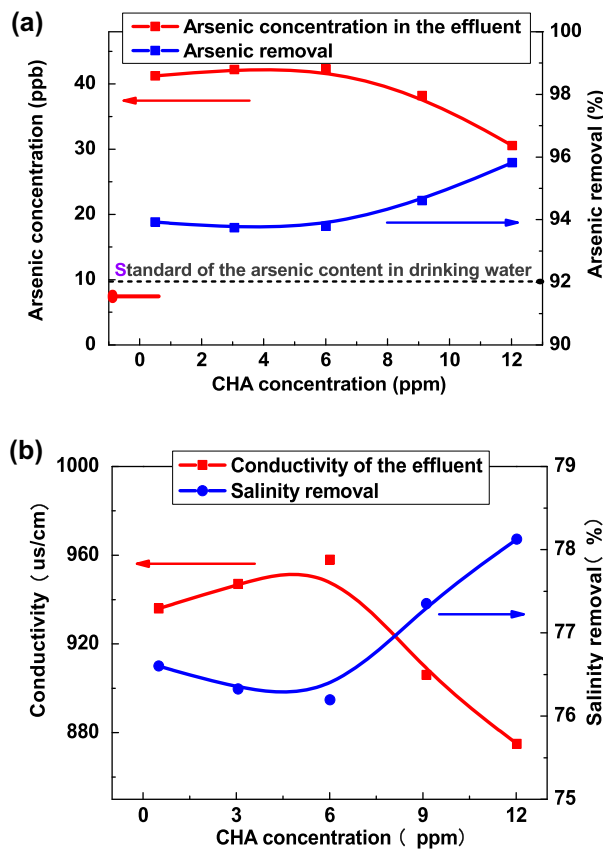 (a)
Arsenic concentration in the effluent
Arsenic removal
Arsenic concentration (ppb)
40
30
20
10
0
100
98
96
94
92
90
Arsenic removal (%)
Standard of the arsenic content in drinking water
0 2 4 6 8 10 12
CHA concentration (ppm)
(b)
Conductivity of the effluent
Salinity removal
Conductivity ( us/cm)
1000
960
920
880
79
78
77
76
75
Salinity removal ( %)
0 3 6 9 12
CHA concentration ( ppm)